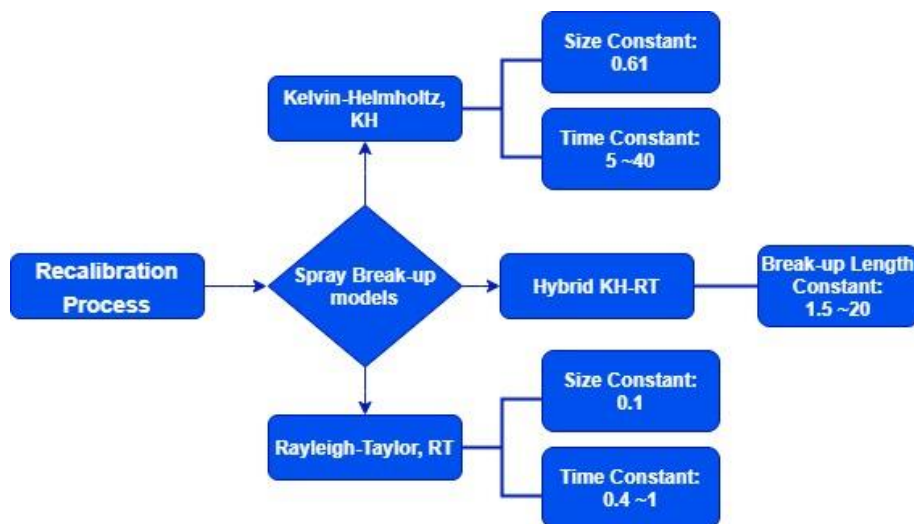 Recalibration
Process
Spray Break-up
models
Kelvin-Helmholtz,
KH
Size Constant:
0.61
Time Constant:
5 ~40
Hybrid KH-RT
Break-up Length
Constant:
1.5 ~20
Rayleigh-Taylor, RT
Size Constant:
0.1
Time Constant:
0.4 ~1